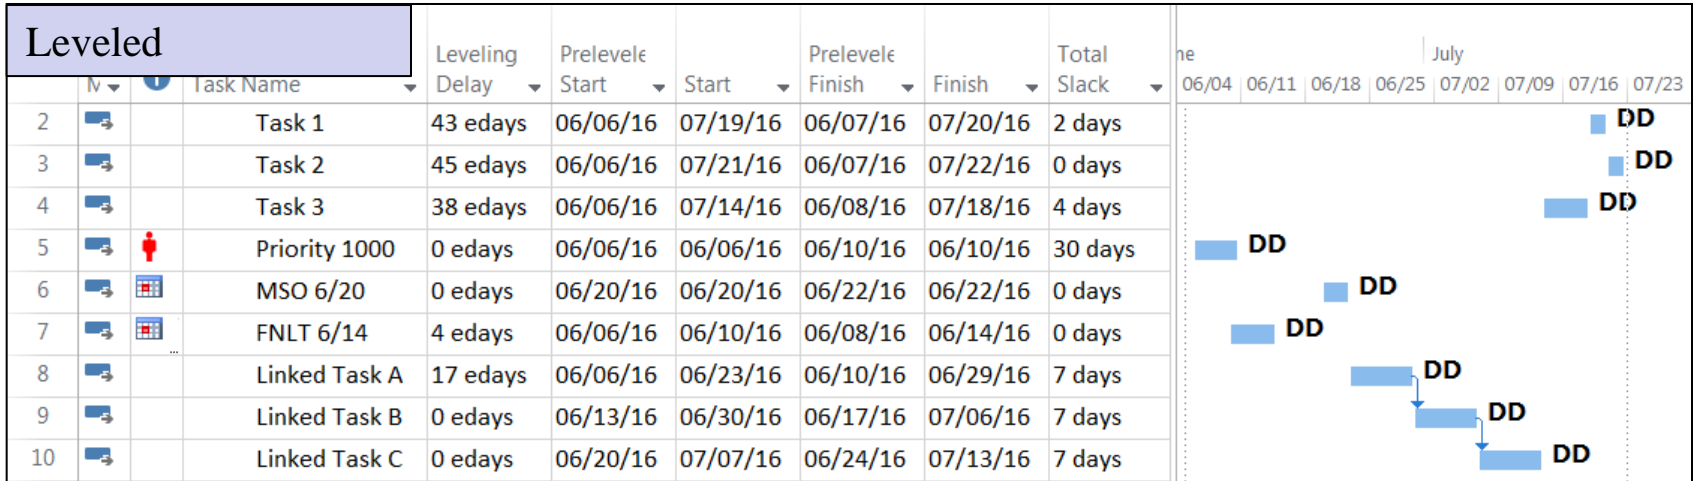 Leveled
Leveling Prelevele Prelevele Total ne July
Task Name Delay Start Start Finish Finish Slack 06/04 06/11 06/18 06/25 07/02 07/09 07/16 07/23
2 Task 1 43 edays 06/06/16 07/19/16 06/07/16 07/20/16 2 days DD
3 Task 2 45 edays 06/06/16 07/21/16 06/07/16 07/22/16 0 days DD
4 Task 3 38 edays 06/06/16 07/14/16 06/08/16 07/18/16 4 days DD
5 Priority 1000 0 edays 06/06/16 06/06/16 06/10/16 06/10/16 30 days DD
6 MSO 6/20 0 edays 06/20/16 06/20/16 06/22/16 06/22/16 0 days DD
7 FNLT 6/14 4 edays 06/06/16 06/10/16 06/08/16 06/14/16 0 days DD
8 Linked Task A 17 edays 06/06/16 06/23/16 06/10/16 06/29/16 7 days DD
9 Linked Task B 0 edays 06/13/16 06/30/16 06/17/16 07/06/16 7 days DD
10 Linked Task C 0 edays 06/20/16 07/07/16 06/24/16 07/13/16 7 days DD